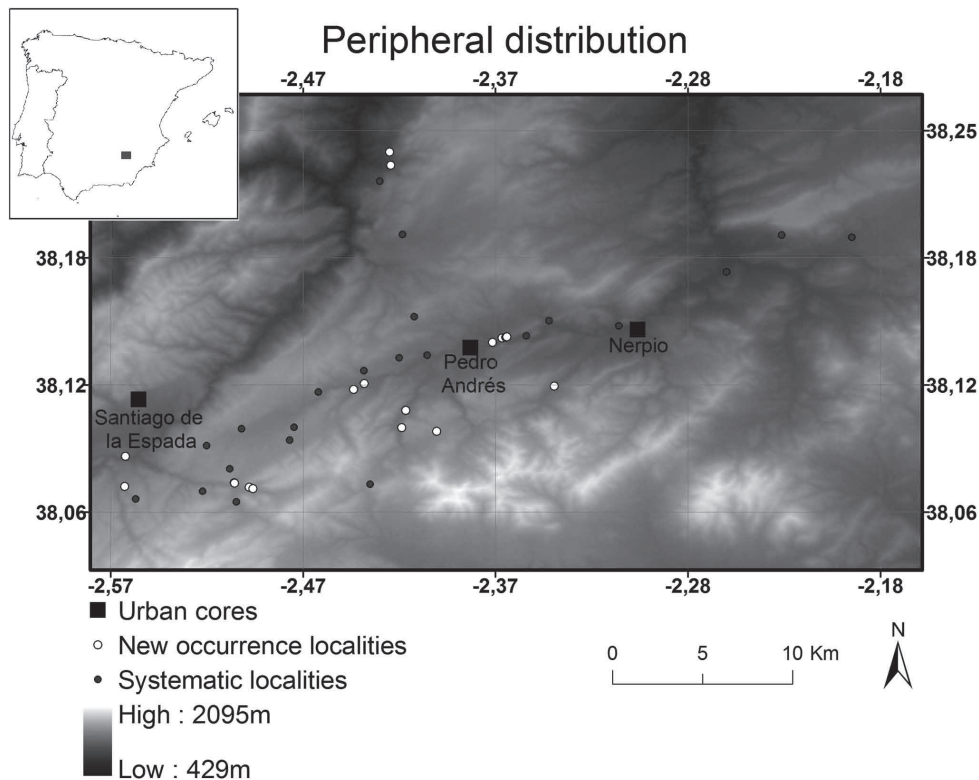 Peripheral distribution
-2,47 -2,37 -2,28 -2,18
38,25 
38,18 38,18
38,12 38,12
38,06 38,06
Nerpio
Pedro
Andrés
Santiago de
la Espada
-2,57 -2,47 -2,37 -2,28 -2,18
Urban cores
New occurrence localities
Systematic localities
High : 2095m
Low : 429m
0 5 10 Km
N